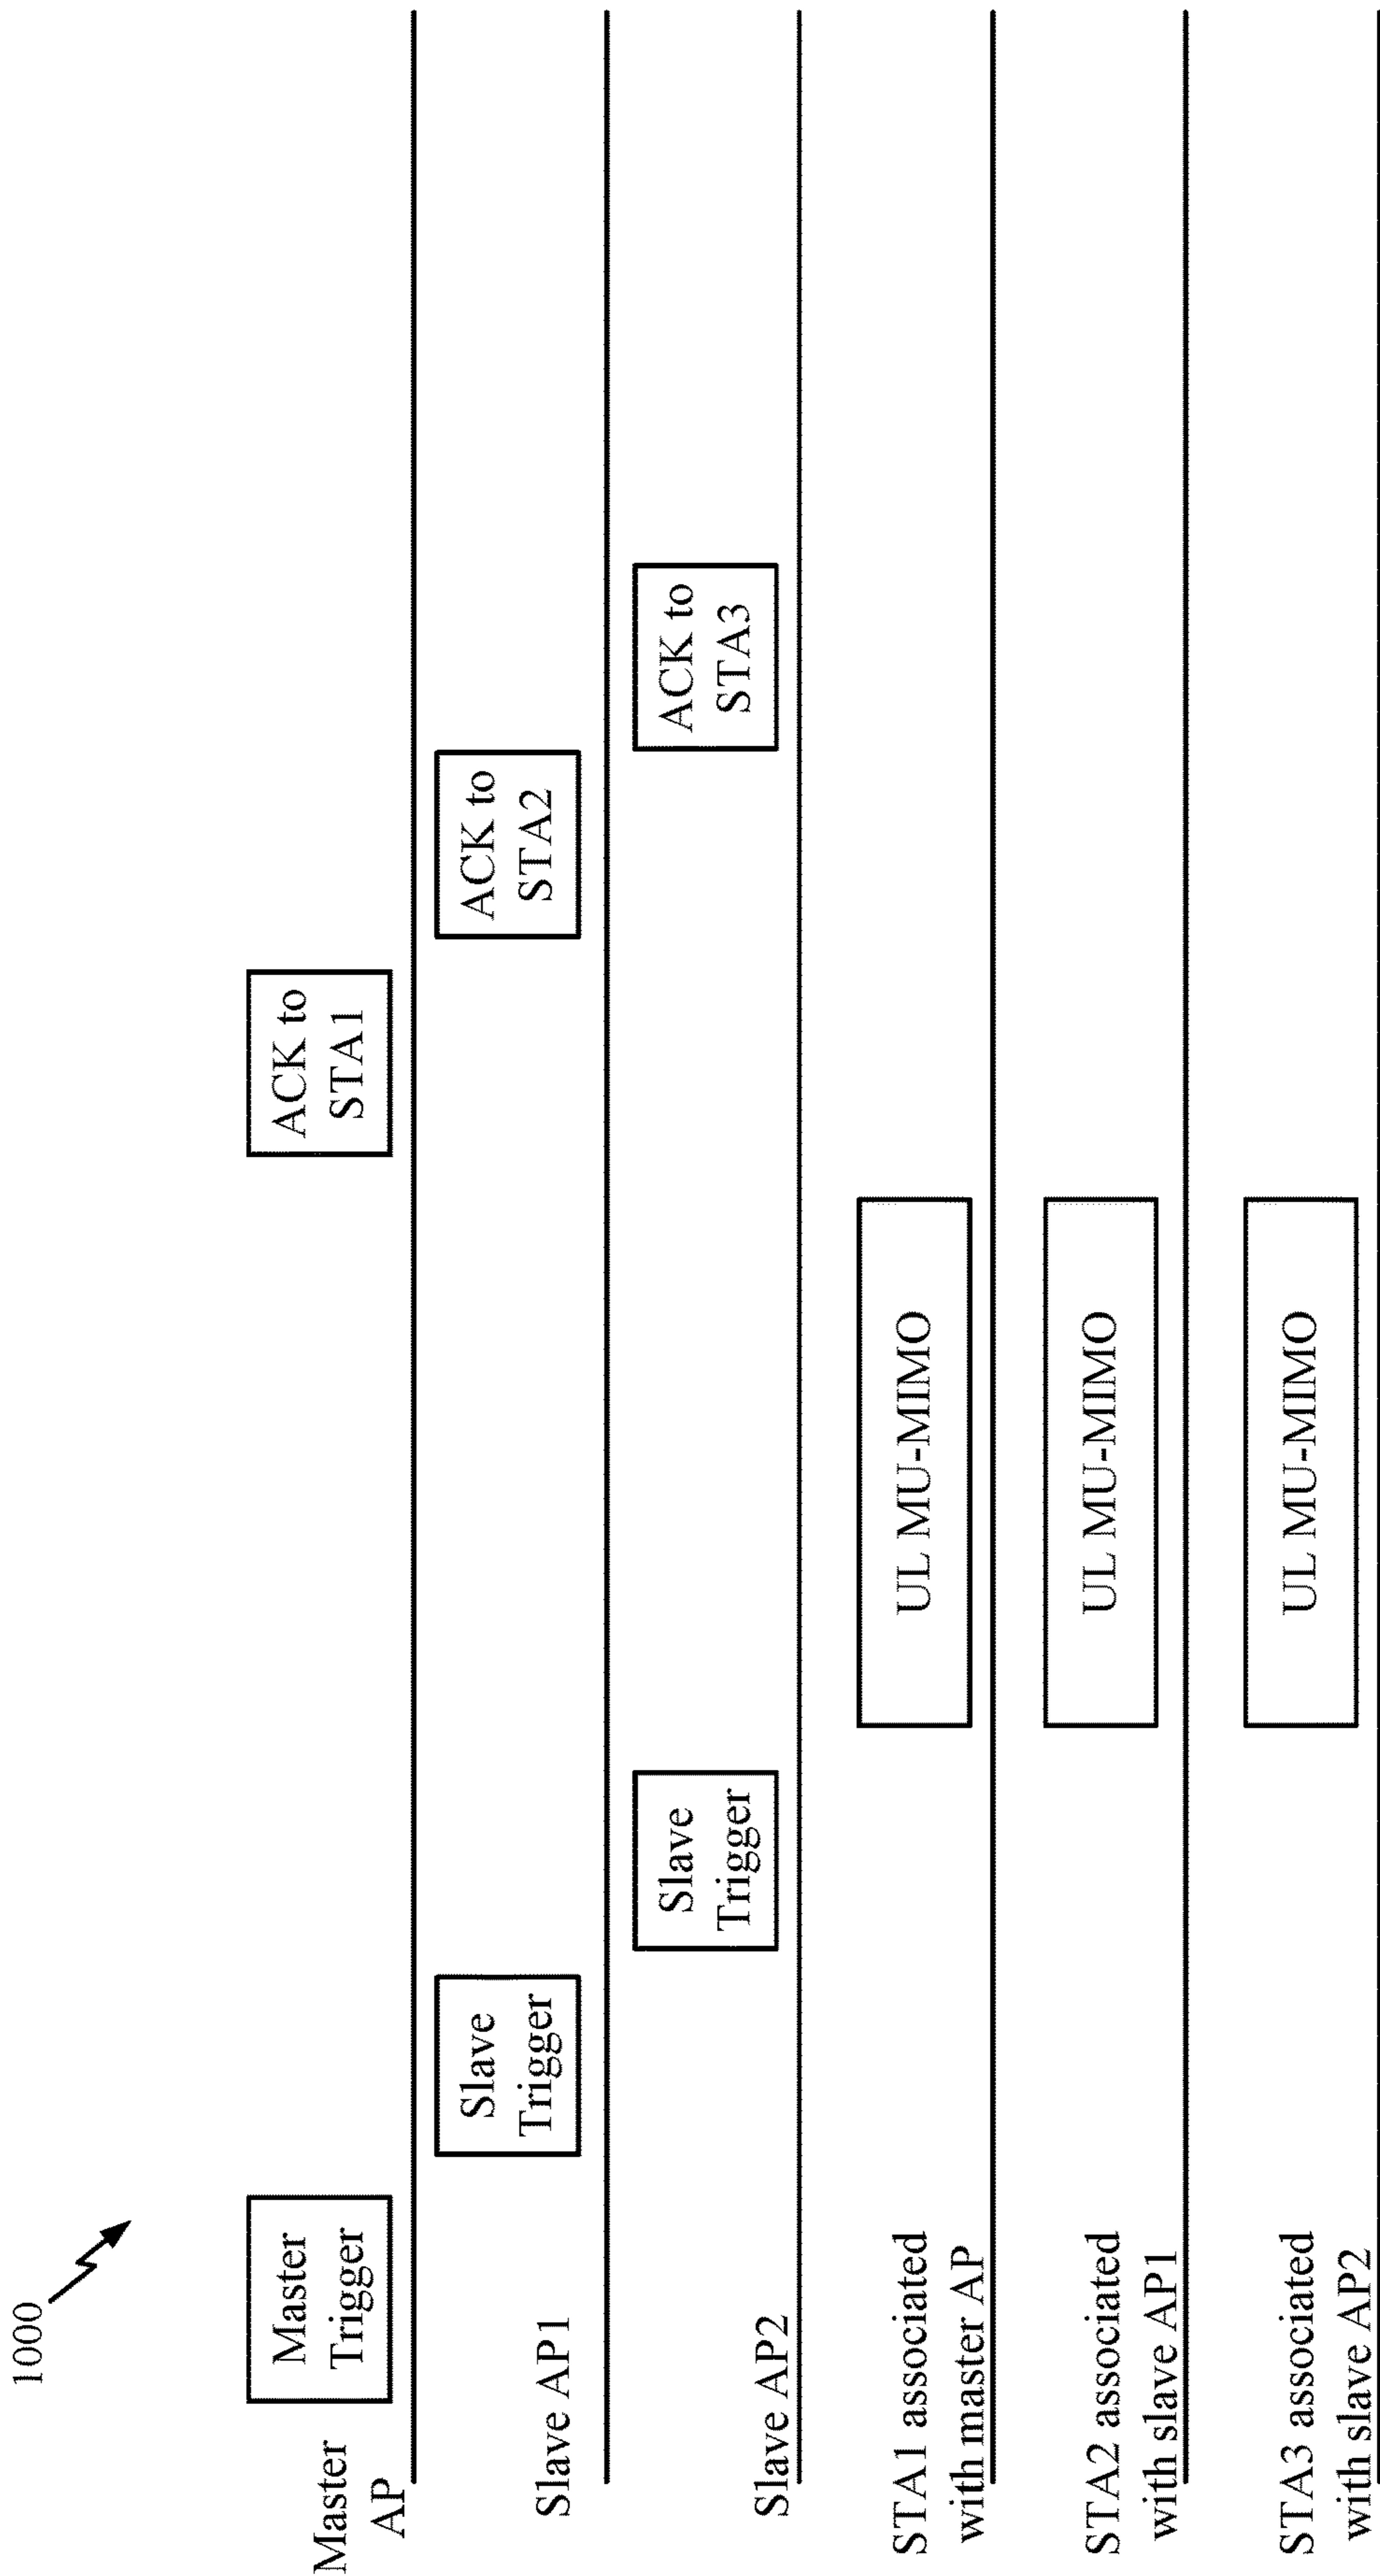 1000
Master
AP
Master
Trigger
ACK to
STA1
Slave AP1
Slave
Trigger
ACK to
STA2
Slave AP2
Slave
Trigger
ACK to
STA3
STA1 associated
with master AP
UL MU-MIMO
STA2 associated
with slave AP1
UL MU-MIMO
STA3 associated
with slave AP2
UL MU-MIMO